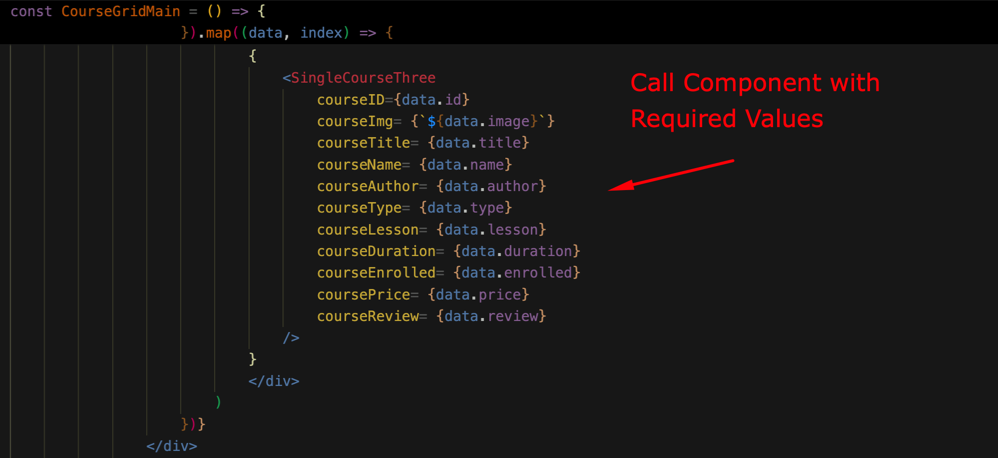 const CourseGridMain = () => {
}).map((data, index) => {
{
<SingleCourseThree
courseID={data.id}
courseImg= {`${data.image}`}
courseTitle= {data.title}
courseName= {data.name}
courseAuthor= {data.author}
courseType= {data.type}
courseLesson= {data.lesson}
courseDuration= {data.duration}
courseEnrolled= {data.enrolled}
coursePrice= {data.price}
courseReview= {data.review}
/>
}
</div>
)
})}
</div>
Call Component with
Required Values